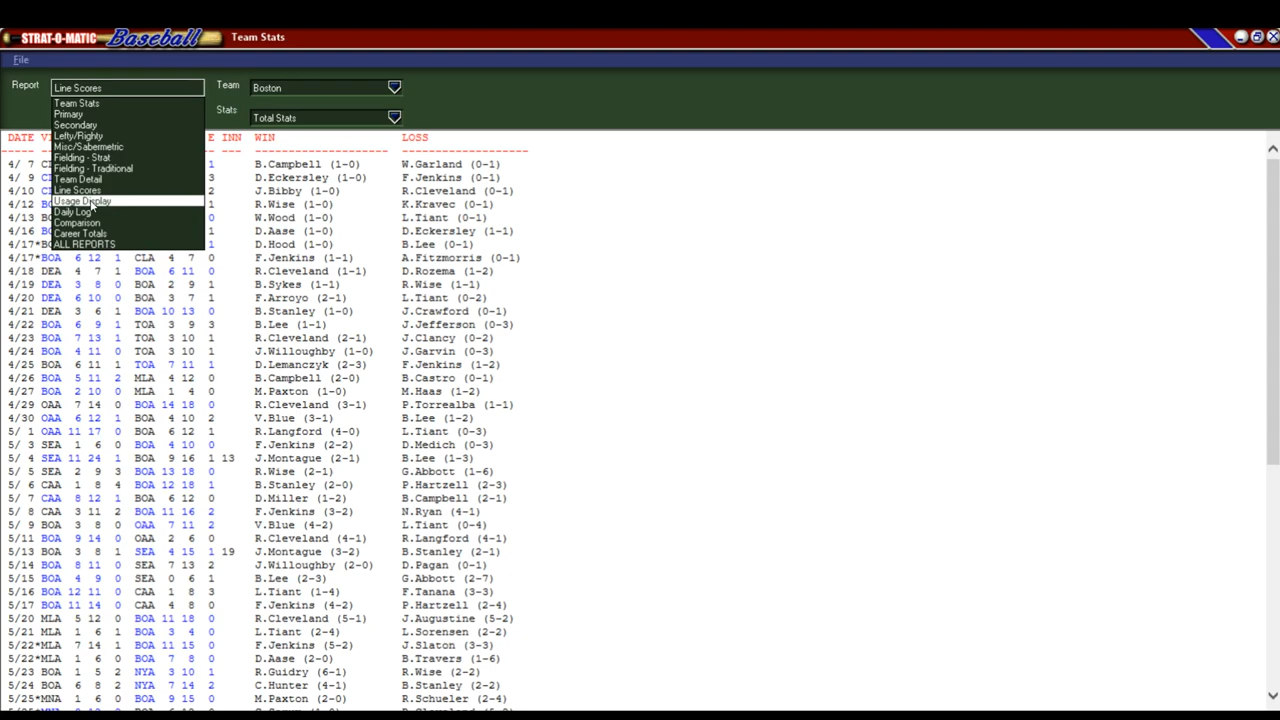 STRAT-O-MATIC Baseball Team Stats
File
Report Line Scores Team Boston
Stats Total Stats
Team Stats
Primary
Secondary
Lefty/Righty
Misc/Sabermetric
Fielding - Strat
Fielding - Traditional
Team Detail
Line Scores
Usage Display
Daily Log
Comparison
Career Totals
ALL REPORTS
DATE E INN WIN LOSS
4/ 7 1 B.Campbell (1-0) W.Garland (0-1)
4/ 9 3 D.Eckersley (1-0) F.Jenkins (0-1)
4/10 2 J.Bibby (1-0) R.Cleveland (0-1)
4/12 1 R.Wise (1-0) K.Kravec (0-1)
4/13 0 W.Wood (1-0) L.Tiant (0-1)
4/16 1 D.Aase (1-0) D.Eckersley (1-1)
4/17* 1 D.Hood (1-0) B.Lee (0-1)
4/17*BOA 6 12 1 CLA 4 7 0 F.Jenkins (1-1) A.Fitzmorris (0-1)
4/18 DEA 4 7 1 BOA 6 11 0 R.Cleveland (1-1) D.Rozema (1-2)
4/19 DEA 3 8 0 BOA 2 9 1 B.Sykes (1-0) R.Wise (1-1)
4/20 DEA 6 10 0 BOA 3 7 1 F.Arroyo (2-1) L.Tiant (0-2)
4/21 DEA 3 6 1 BOA 10 13 0 B.Stanley (1-0) J.Crawford (0-1)
4/22 BOA 6 9 1 TOA 3 9 3 B.Lee (1-1) J.Jefferson (0-3)
4/23 BOA 7 13 1 TOA 3 10 1 R.Cleveland (2-1) J.Clancy (0-2)
4/24 BOA 4 11 0 TOA 3 10 1 J.Willoughby (1-0) J.Garvin (0-3)
4/25 BOA 6 11 1 TOA 7 11 1 D.Lemanczyk (2-3) F.Jenkins (1-2)
4/26 BOA 5 11 2 MLA 4 12 0 B.Campbell (2-0) B.Castro (0-1)
4/27 BOA 2 10 0 MLA 1 4 0 M.Paxton (1-0) M.Haas (1-2)
4/29 OAA 7 14 0 BOA 14 18 0 R.Cleveland (3-1) P.Torrealba (1-1)
4/30 OAA 6 12 1 BOA 4 10 2 V.Blue (3-1) B.Lee (1-2)
5/ 1 OAA 11 17 0 BOA 6 12 1 R.Langford (4-0) L.Tiant (0-3)
5/ 3 SEA 1 6 0 BOA 4 10 0 F.Jenkins (2-2) D.Medich (0-3)
5/ 4 SEA 11 24 1 BOA 9 16 1 13 J.Montague (2-1) B.Lee (1-3)
5/ 5 SEA 2 9 3 BOA 13 18 0 R.Wise (2-1) G.Abbott (1-6)
5/ 6 CAA 1 8 4 BOA 12 18 1 B.Stanley (2-0) P.Hartzell (2-3)
5/ 7 CAA 8 12 1 BOA 6 12 0 D.Miller (1-2) B.Campbell (2-1)
5/ 8 CAA 3 11 2 BOA 11 16 2 F.Jenkins (3-2) N.Ryan (4-1)
5/ 9 BOA 3 8 0 OAA 7 11 2 V.Blue (4-2) L.Tiant (0-4)
5/11 BOA 9 14 0 OAA 2 6 0 R.Cleveland (4-1) R.Langford (4-1)
5/13 BOA 3 8 1 SEA 4 15 1 19 J.Montague (3-2) B.Stanley (2-1)
5/14 BOA 8 11 0 SEA 7 13 2 J.Willoughby (2-0) D.Pagan (0-1)
5/15 BOA 4 9 0 SEA 0 6 1 B.Lee (2-3) G.Abbott (2-7)
5/16 BOA 12 11 0 CAA 1 8 3 L.Tiant (1-4) F.Tanana (3-3)
5/17 BOA 11 14 0 CAA 4 8 0 F.Jenkins (4-2) P.Hartzell (2-4)
5/20 MLA 5 12 0 BOA 11 18 0 R.Cleveland (5-1) J.Augustine (5-2)
5/21 MLA 1 6 1 BOA 3 4 0 L.Tiant (2-4) L.Sorensen (2-2)
5/22*MLA 7 14 1 BOA 11 15 0 F.Jenkins (5-2) J.Slaton (3-3)
5/22*MLA 1 6 0 BOA 7 8 0 D.Aase (2-0) B.Travers (1-6)
5/23 BOA 1 5 2 NYA 3 10 1 R.Guidry (6-1) R.Wise (2-2)
5/24 BOA 6 8 2 NYA 7 14 2 C.Hunter (4-1) B.Stanley (2-2)
5/25*MNA 1 6 0 BOA 9 15 0 M.Paxton (2-0) R.Schueler (2-4)